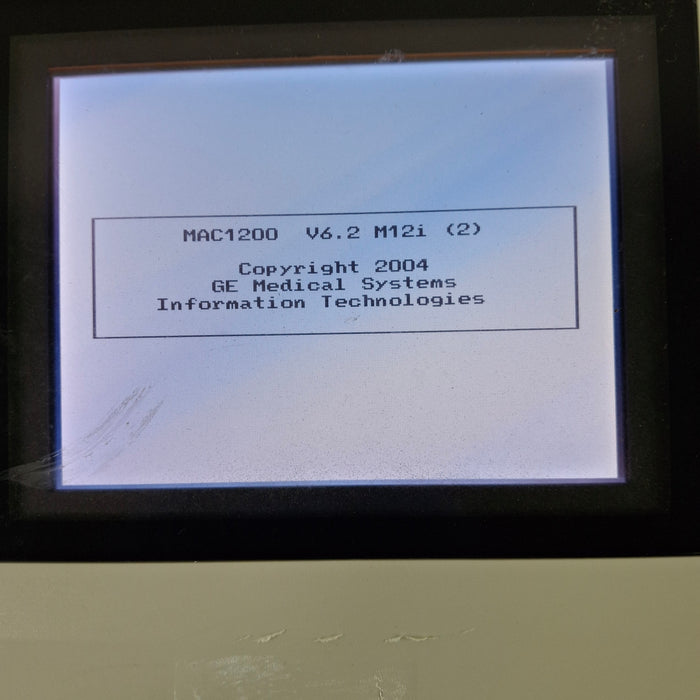 MAC1200 V6.2 M12i (2)
Copyright 2004
GE Medical Systems
Information Technologies